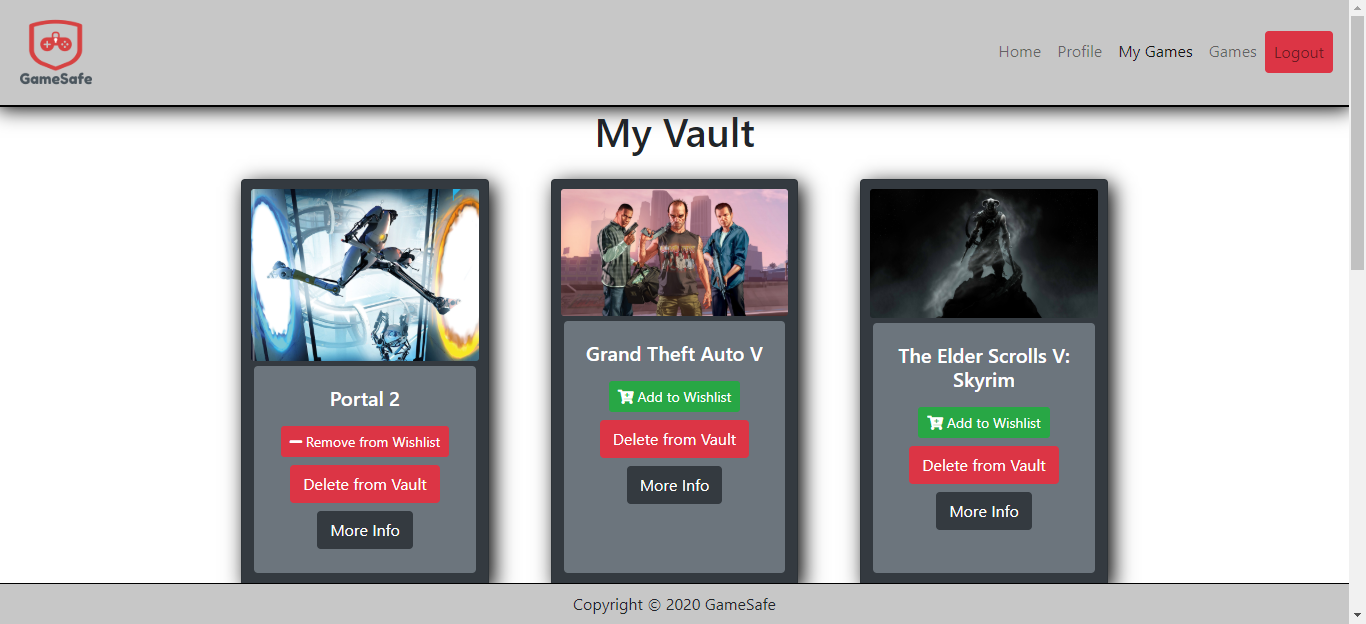 GameSafe
Home Profile My Games Games Logout
My Vault
Portal 2
Remove from Wishlist
Delete from Vault
More Info
Grand Theft Auto V
Add to Wishlist
Delete from Vault
More Info
The Elder Scrolls V:
Skyrim
Add to Wishlist
Delete from Vault
More Info
Copyright © 2020 GameSafe